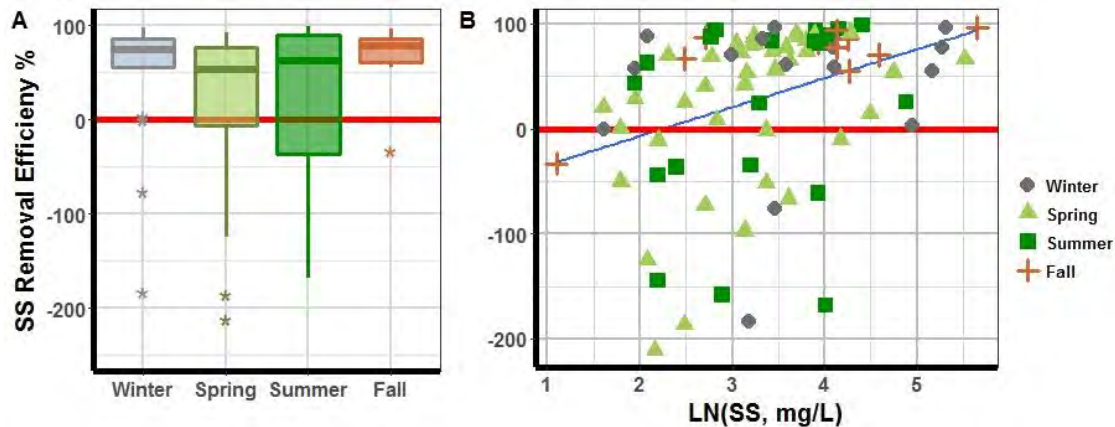 A
SS Removal Efficieny %
100
0
-100
-200
Winter Spring Summer Fall
B
100
0
-100
-200
1 2 3 4 5
LN(SS, mg/L)
Winter
Spring
Summer
Fall